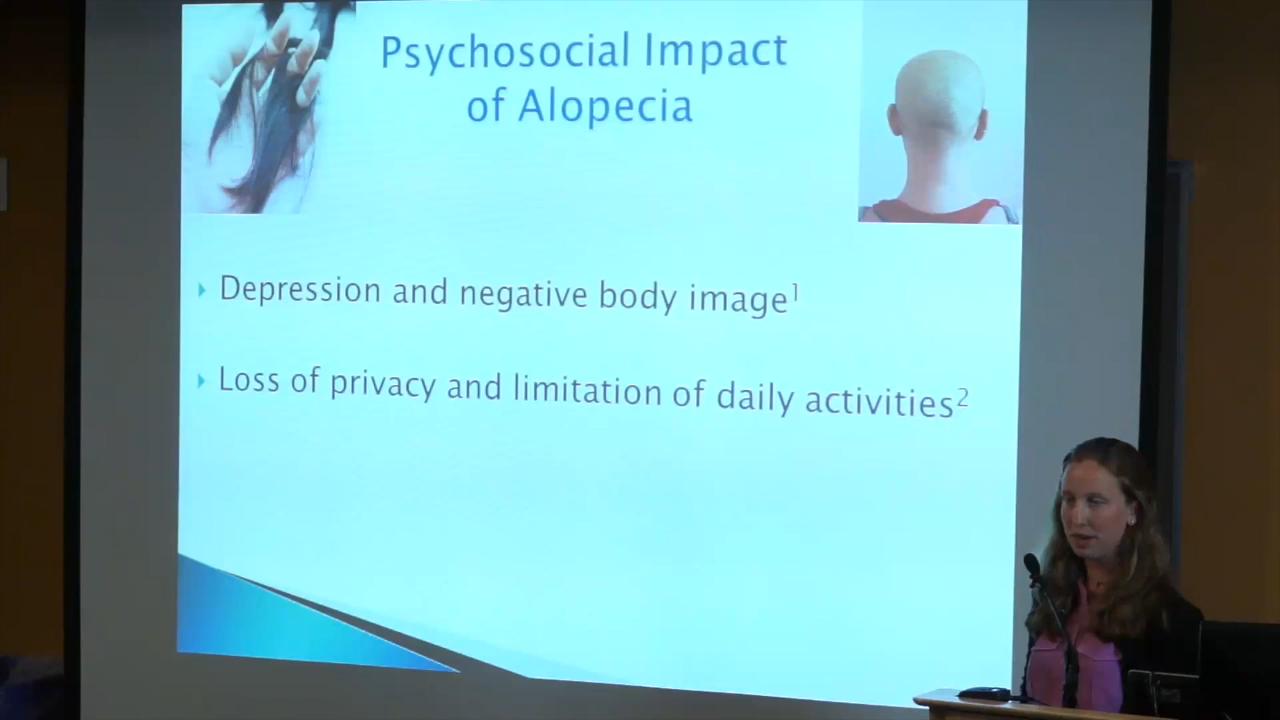 Psychosocial Impact
of Alopecia
Depression and negative body image¹
Loss of privacy and limitation of daily activities²